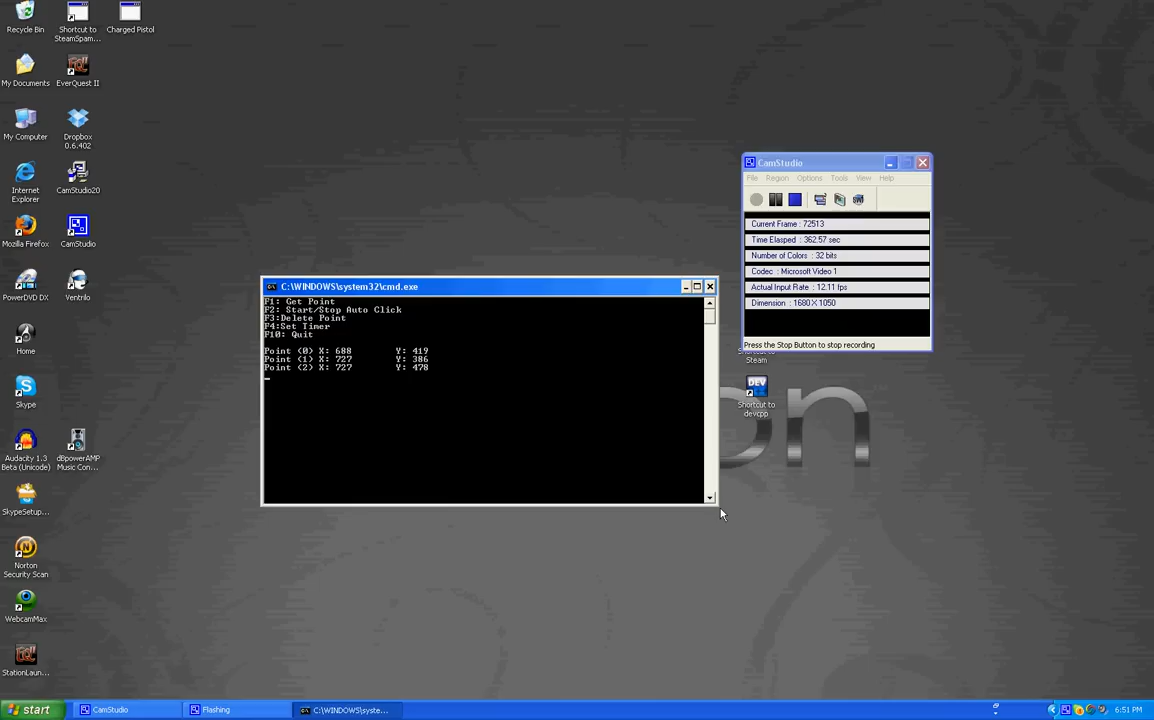 Recycle Bin
Shortcut to
SteamSpam...
Charged Pistol
My Documents
EverQuest II
My Computer
Dropbox
0.6.402
Internet
Explorer
CamStudio20
Mozilla Firefox
CamStudio
PowerDVD DX
Ventrilo
Home
Skype
Audacity 1.3
Beta (Unicode)
dBpowerAMP
Music Con...
SkypeSetup...
Norton
Security Scan
WebcamMax
StationLaun...
CamStudio
File Region Options Tools View Help
Current Frame : 72513
Time Elasped : 362.57 sec
Number of Colors : 32 bits
Codec : Microsoft Video 1
Actual Input Rate : 12.11 fps
Dimension : 1680 X 1050
Press the Stop Button to stop recording
Shortcut to
Steam
DEV
Shortcut to
devcpp
C:\WINDOWS\system32\cmd.exe
F1: Get Point
F2: Start/Stop Auto Click
F3:Delete Point
F4:Set Timer
F10: Quit
Point (0) X: 688 Y: 419
Point (1) X: 727 Y: 386
Point (2) X: 727 Y: 478
on
start
CamStudio
Flashing
C:\WINDOWS\syste...
6:51 PM